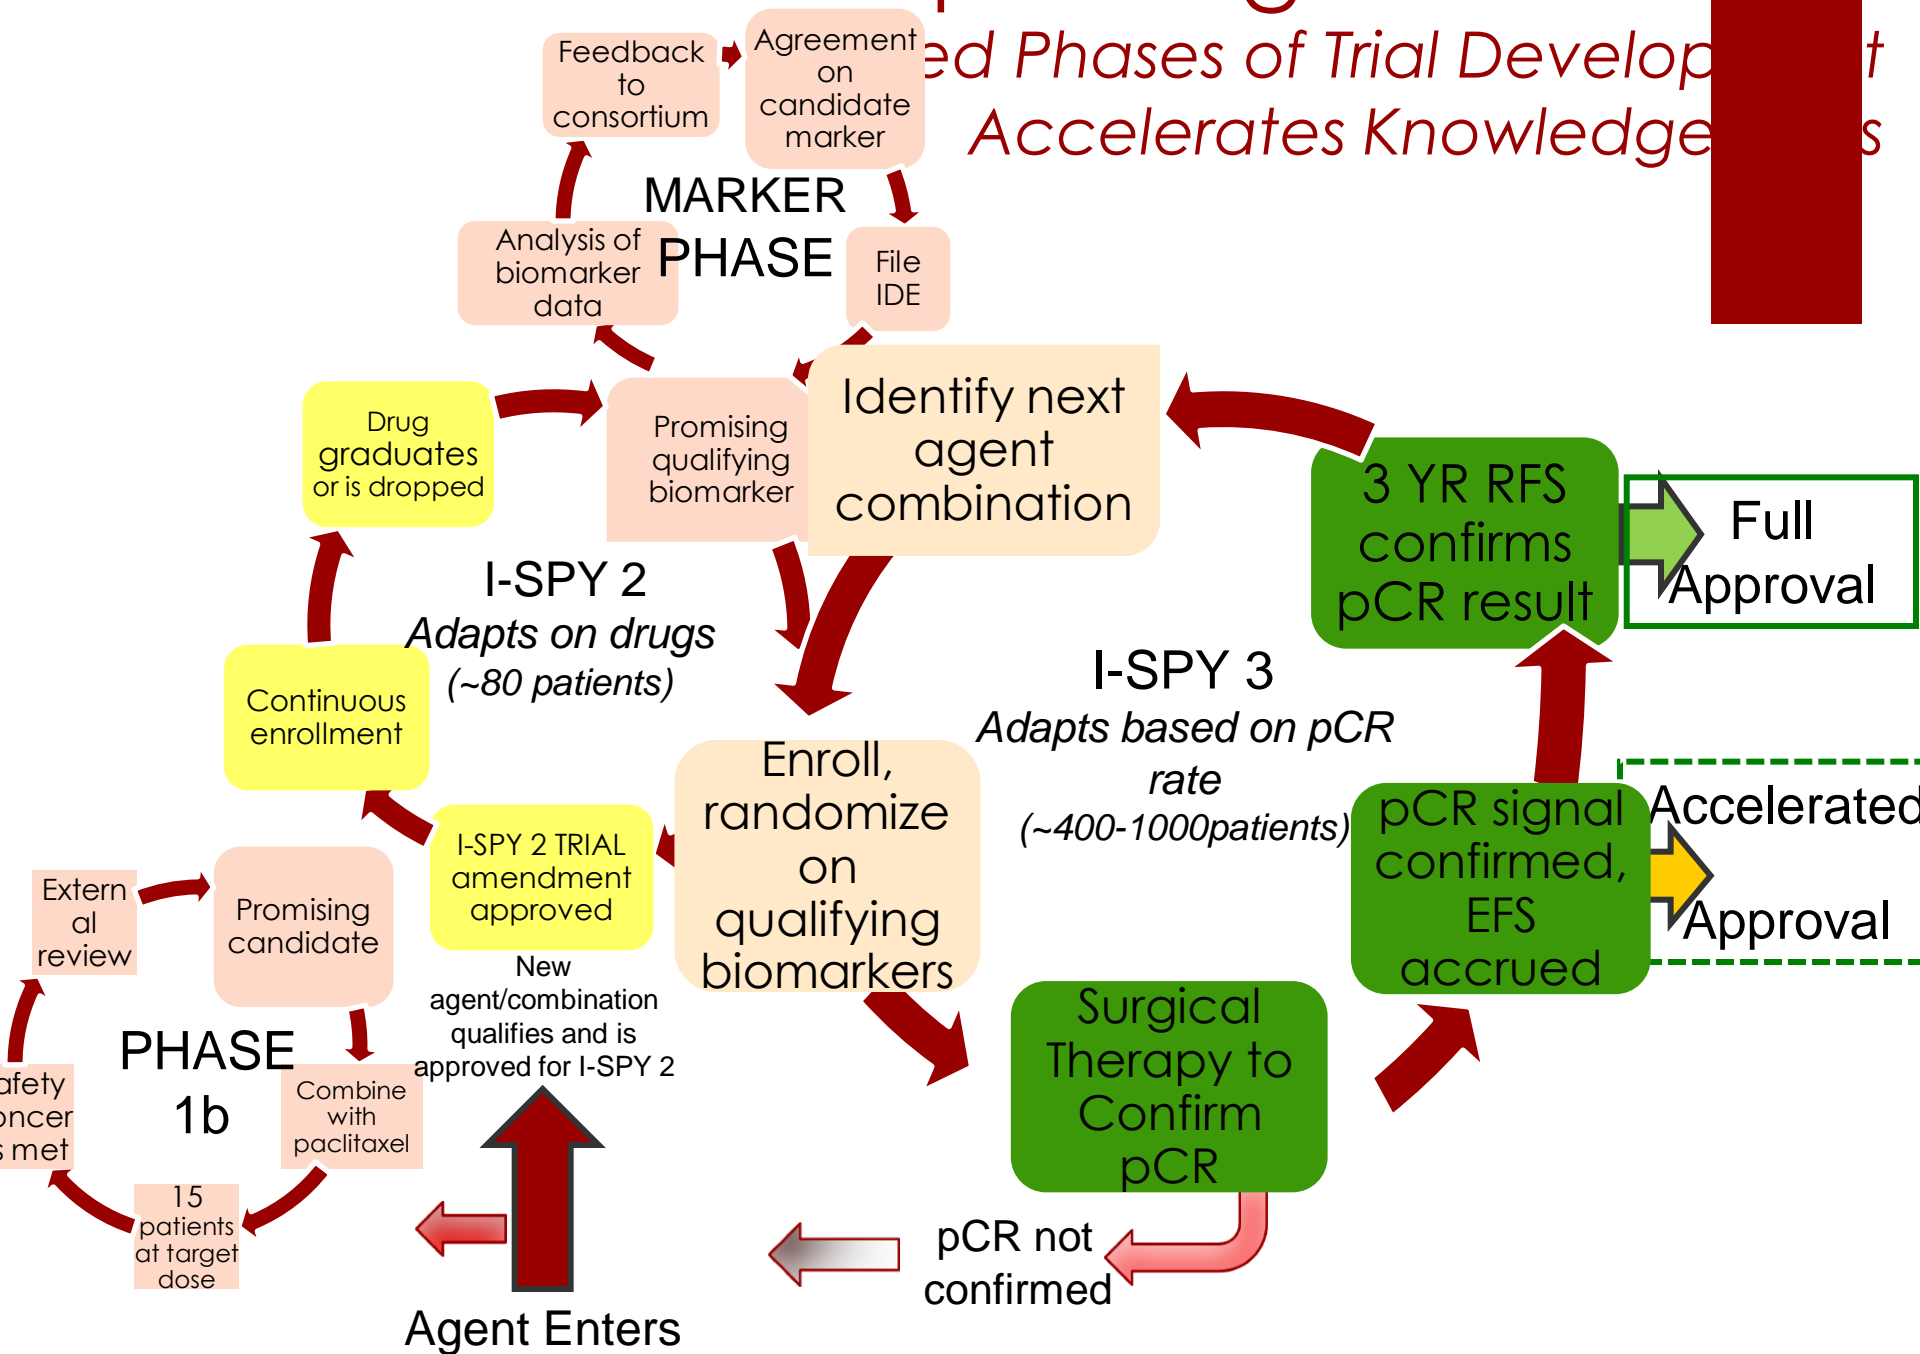 Phases of Trial
Accelerates Knowledge
Feedback
to
consortium
Agreement
on
candidate
marker
MARKER
PHASE
Analysis of
biomarker
data
File
IDE
Drug
graduates
or is dropped
Promising
qualifying
biomarker
Identify next
agent
combination
3 YR RFS
confirms
pCR result
Full
Approval
I-SPY 2
Adapts on drugs
(~80 patients)
Continuous
enrollment
I-SPY 3
Adapts based on pCR
rate
(~400-1000patients)
Enroll,
randomize
on
qualifying
biomarkers
pCR signal
confirmed,
EFS
accrued
Accelerated
Approval
I-SPY 2 TRIAL
amendment
approved
New
agent/combination
qualifies and is
approved for I-SPY 2
Extern
al
review
Promising
candidate
PHASE
1b
met
Combine
with
paclitaxel
15
patients
at target
dose
Surgical
Therapy to
Confirm
pCR
pCR not
confirmed
Agent Enters